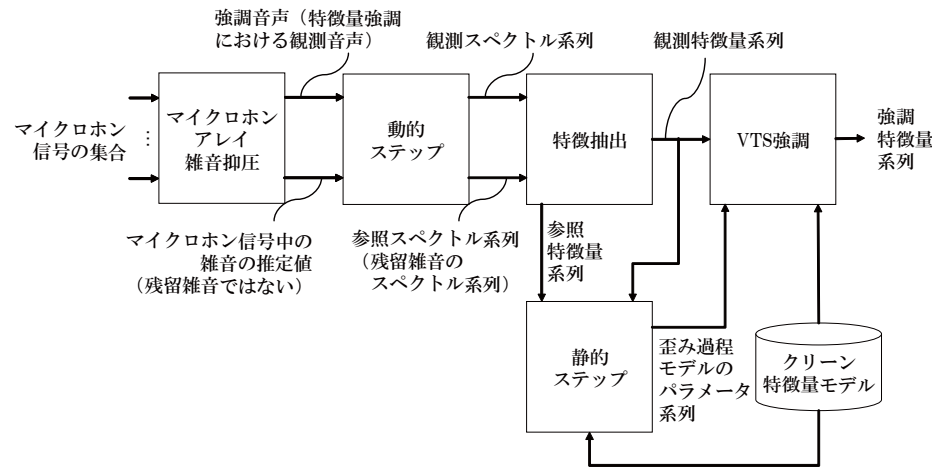 強調音声（特徴量強調
における観測音声）
観測スペクトル系列
観測特徴量系列
マイクロホン
信号の集合
⋮
マイクロホン
アレイ
雑音抑圧
動的
ステップ
特徴抽出
VTS強調
強調
特徴量
系列
マイクロホン信号中の
雑音の推定値
（残留雑音ではない）
参照スペクトル系列
（残留雑音の
スペクトル系列）
参照
特徴量
系列
静的
ステップ
歪み過程
モデルの
パラメータ
系列
クリーン
特徴量モデル